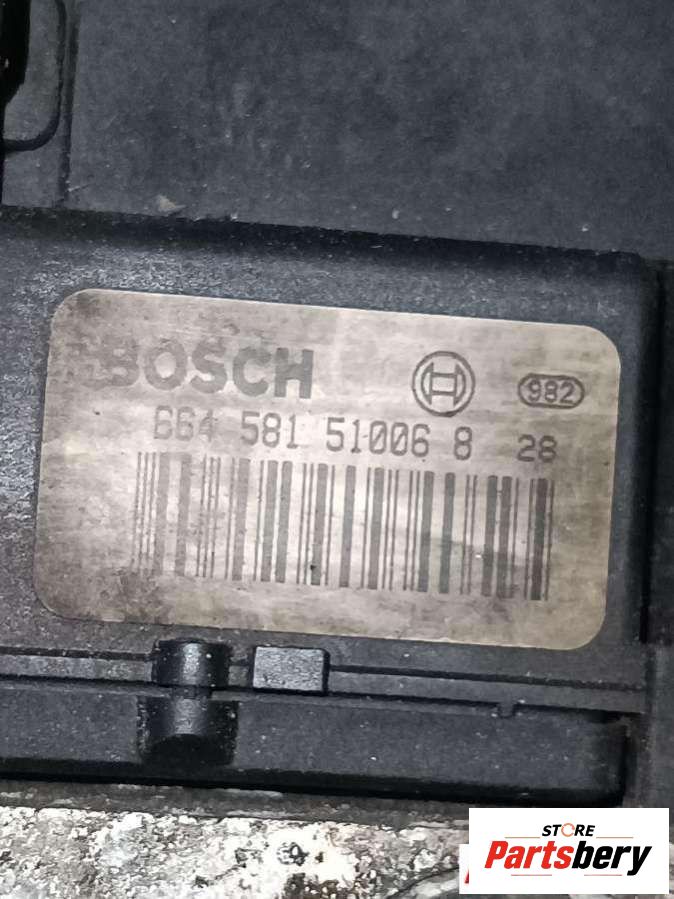 BOSCH
982
664 581 51006 8 28
STORE
Partsbery